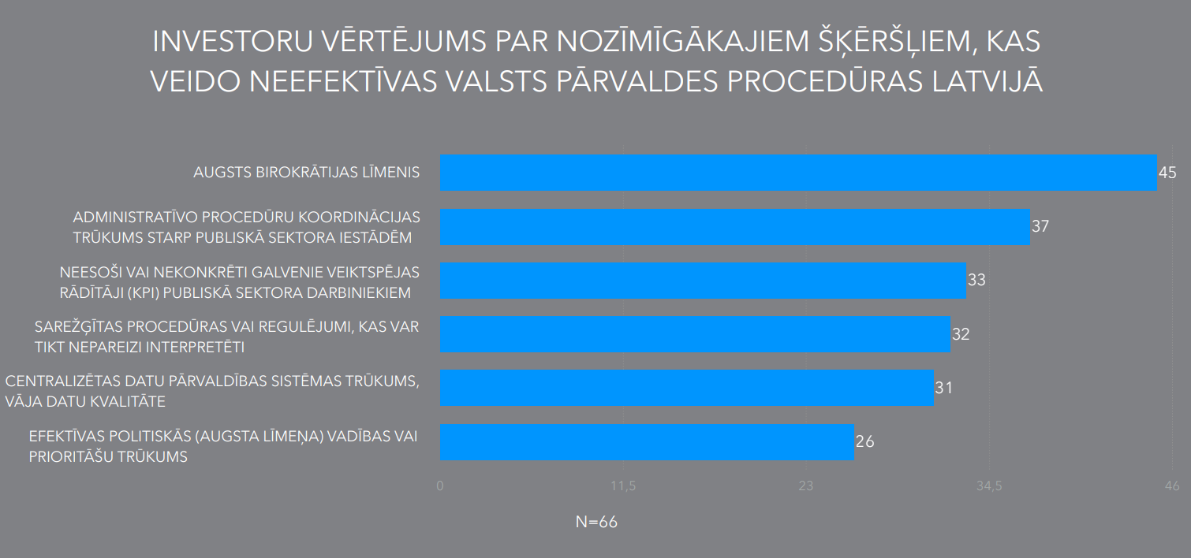 INVESTORU VĒRTĒJUMS PAR NOZĪMĪGĀKAJIEM ŠĶĒRŠĻIEM, KAS
VEIDO NEEFEKTĪVAS VALSTS PĀRVALDES PROCEDŪRAS LATVIJĀ
AUGSTS BIROKRĀTIJAS LĪMENIS
45
ADMINISTRATĪVO PROCEDŪRU KOORDINĀCIJAS
TRŪKUMS STARP PUBLISKĀ SEKTORA IESTĀDĒM
37
NEESOŠI VAI NEKONKRĒTI GALVENIE VEIKTSPĒJAS
RĀDĪTĀJI (KPI) PUBLISKĀ SEKTORA DARBINIEKIEM
33
SAREŽĢĪTAS PROCEDŪRAS VAI REGULĒJUMI, KAS VAR
TIKT NEPAREIZI INTERPRETĒTI
32
CENTRALIZĒTAS DATU PĀRVALDĪBAS SISTĒMAS TRŪKUMS,
VĀJA DATU KVALITĀTE
31
EFEKTĪVAS POLITISKĀS (AUGSTA LĪMEŅA) VADĪBAS VAI
PRIORITĀŠU TRŪKUMS
26
0 11,5 23 34,5 46
N=66